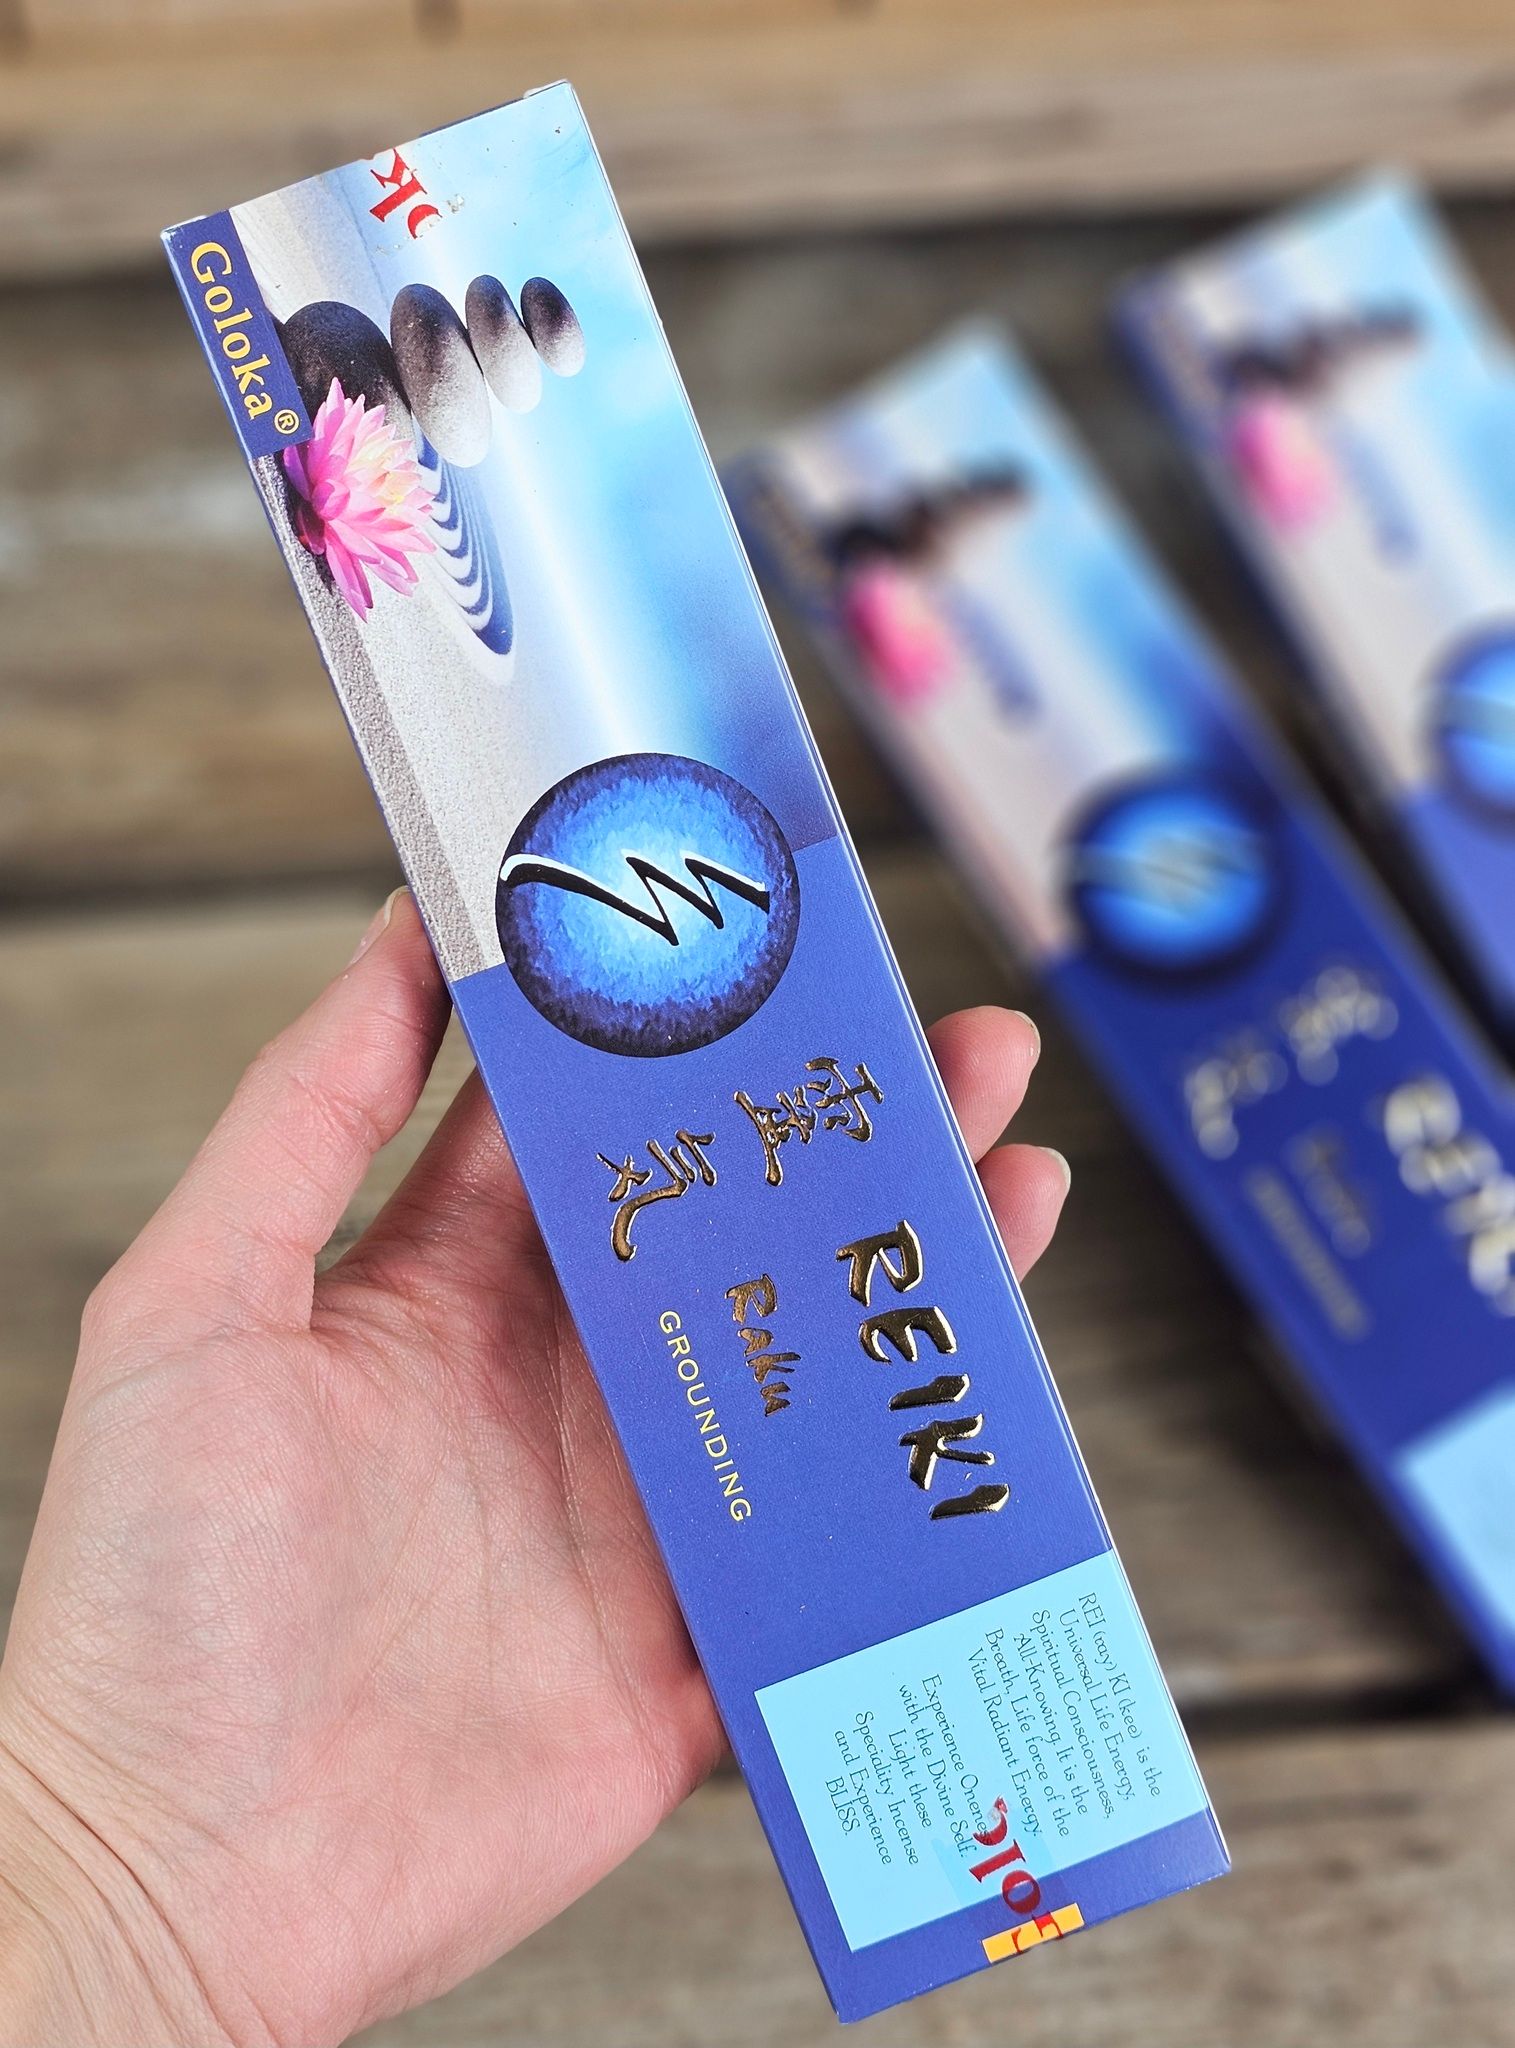 Goloka®
靈氣
REIKI
Raku
GROUNDING
REI (ray) KI (kee) is the
Universal Life Energy,
Spiritual Consciousness,
All-Knowing. It is the
Breath, Life force of the
Vital Radiant Energy.
Experience Oneness
with the Divine Self.
Light these
Speciality Incense
and Experience
BLISS.